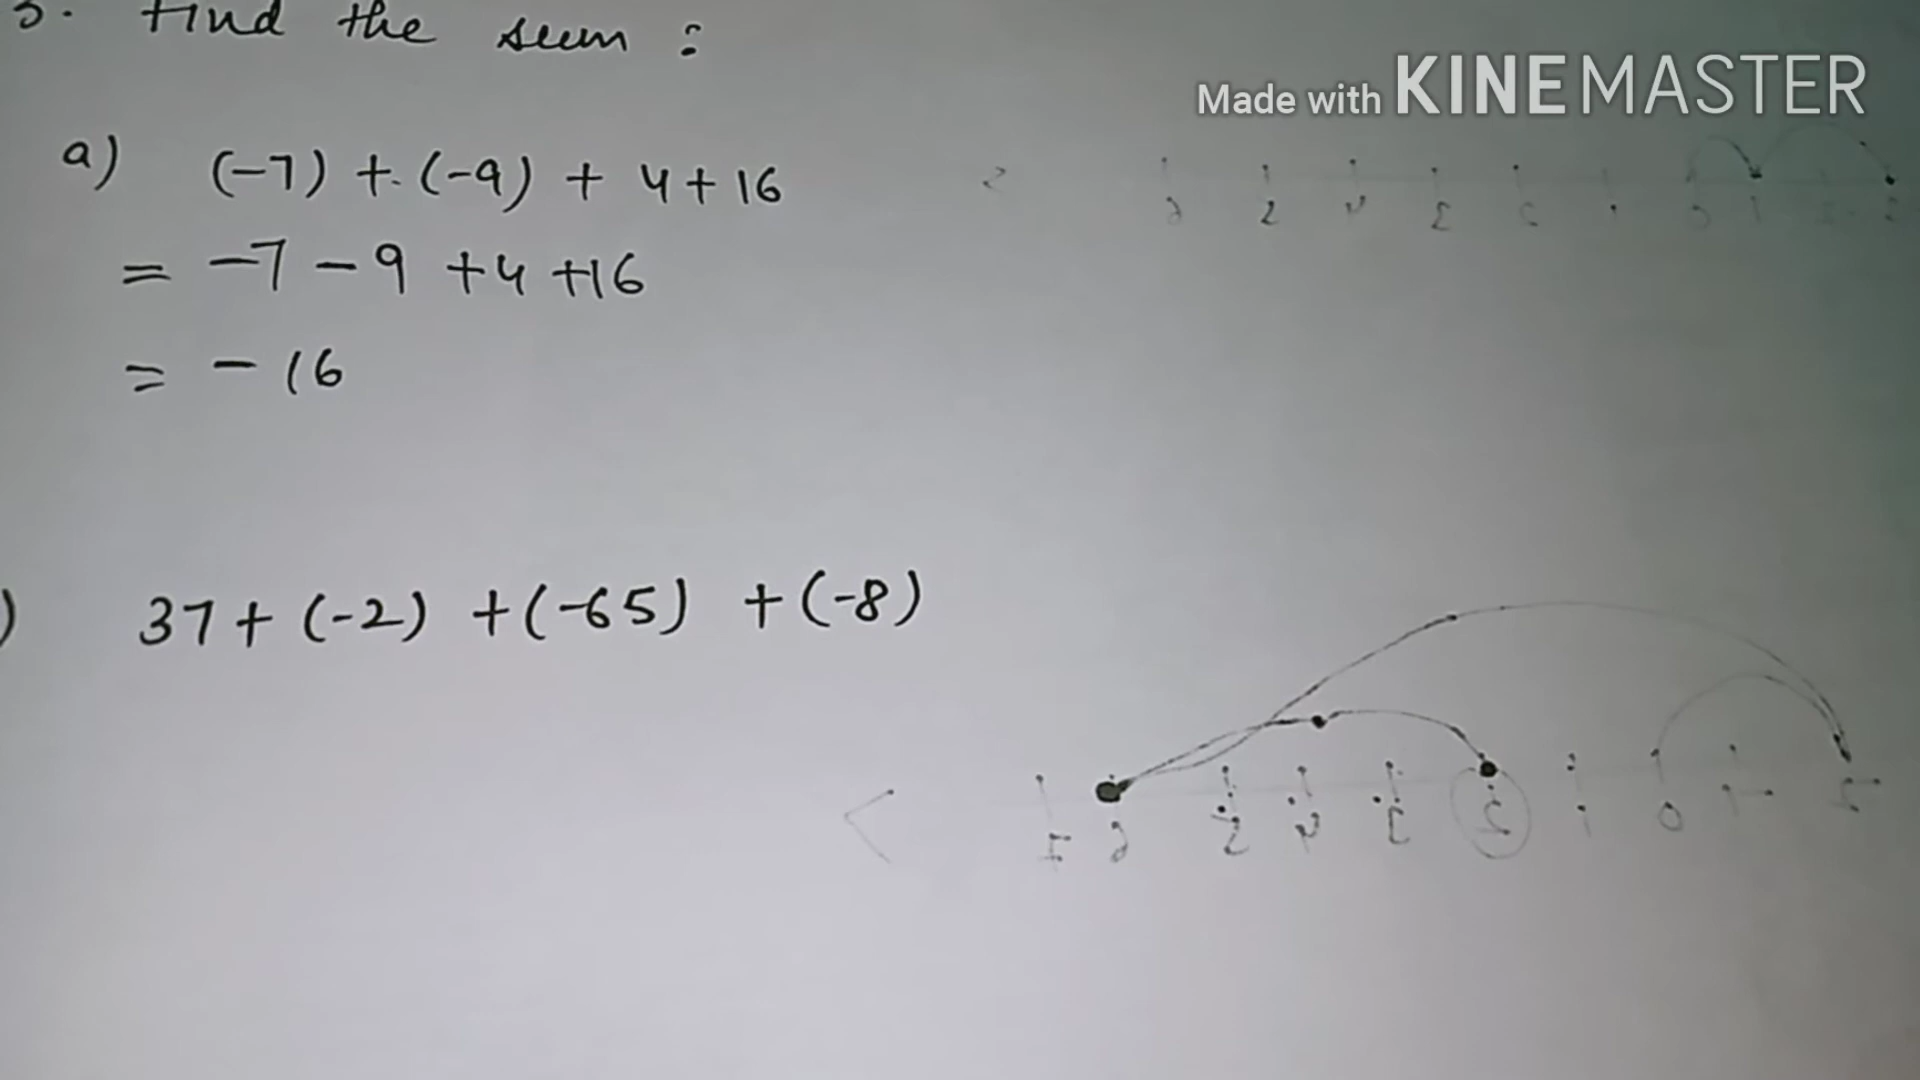 3. Find the sum :
Made with KINEMASTER
a) (-7) + (-9) + 4 + 16
= -7 - 9 + 4 + 16
= - 16
) 37 + (-2) + (-65) + (-8)